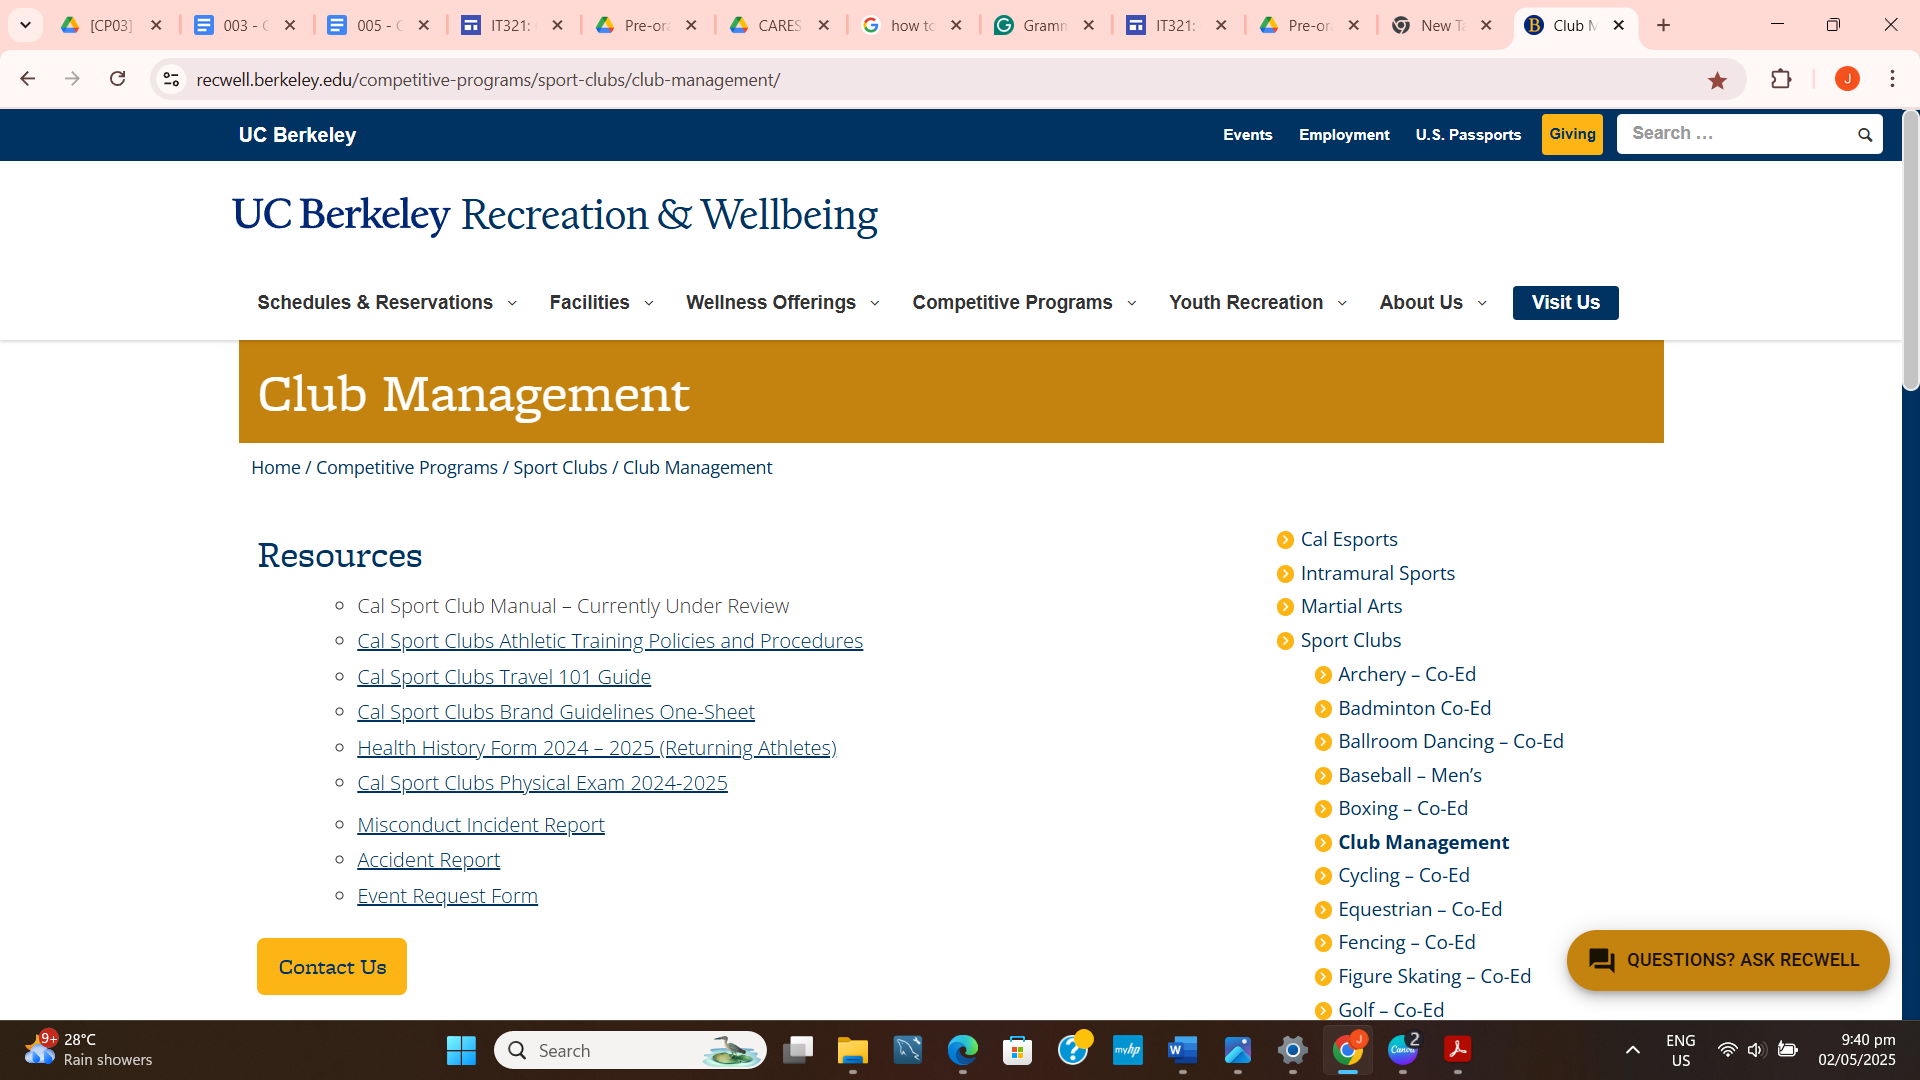 [CP03]
003 - C
005 - C
IT321:
Pre-ora
CARES
how to
Gramm
IT321:
Pre-ora
New Ta
Club M
recwell.berkeley.edu/competitive-programs/sport-clubs/club-management/
J
UC Berkeley
Events
Employment
U.S. Passports
Giving
Search ...
UC Berkeley Recreation & Wellbeing
Schedules & Reservations
Facilities
Wellness Offerings
Competitive Programs
Youth Recreation
About Us
Visit Us
Club Management
Home / Competitive Programs / Sport Clubs / Club Management
Resources
Cal Sport Club Manual – Currently Under Review
Cal Sport Clubs Athletic Training Policies and Procedures
Cal Sport Clubs Travel 101 Guide
Cal Sport Clubs Brand Guidelines One-Sheet
Health History Form 2024 – 2025 (Returning Athletes)
Cal Sport Clubs Physical Exam 2024-2025
Misconduct Incident Report
Accident Report
Event Request Form
Contact Us
Cal Esports
Intramural Sports
Martial Arts
Sport Clubs
Archery – Co-Ed
Badminton Co-Ed
Ballroom Dancing – Co-Ed
Baseball – Men's
Boxing – Co-Ed
Club Management
Cycling – Co-Ed
Equestrian – Co-Ed
Fencing – Co-Ed
Figure Skating – Co-Ed
Golf – Co-Ed
QUESTIONS? ASK RECWELL
9+
28°C
Rain showers
Search
myhp
W
J
Canva
2
ENG
US
9:40 pm
02/05/2025